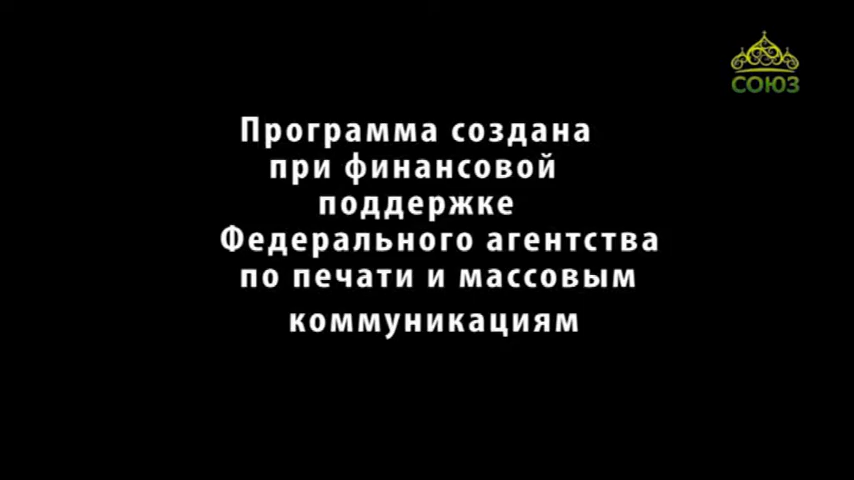 СОЮЗ
Программа создана
при финансовой
поддержке
Федерального агентства
по печати и массовым
коммуникациям